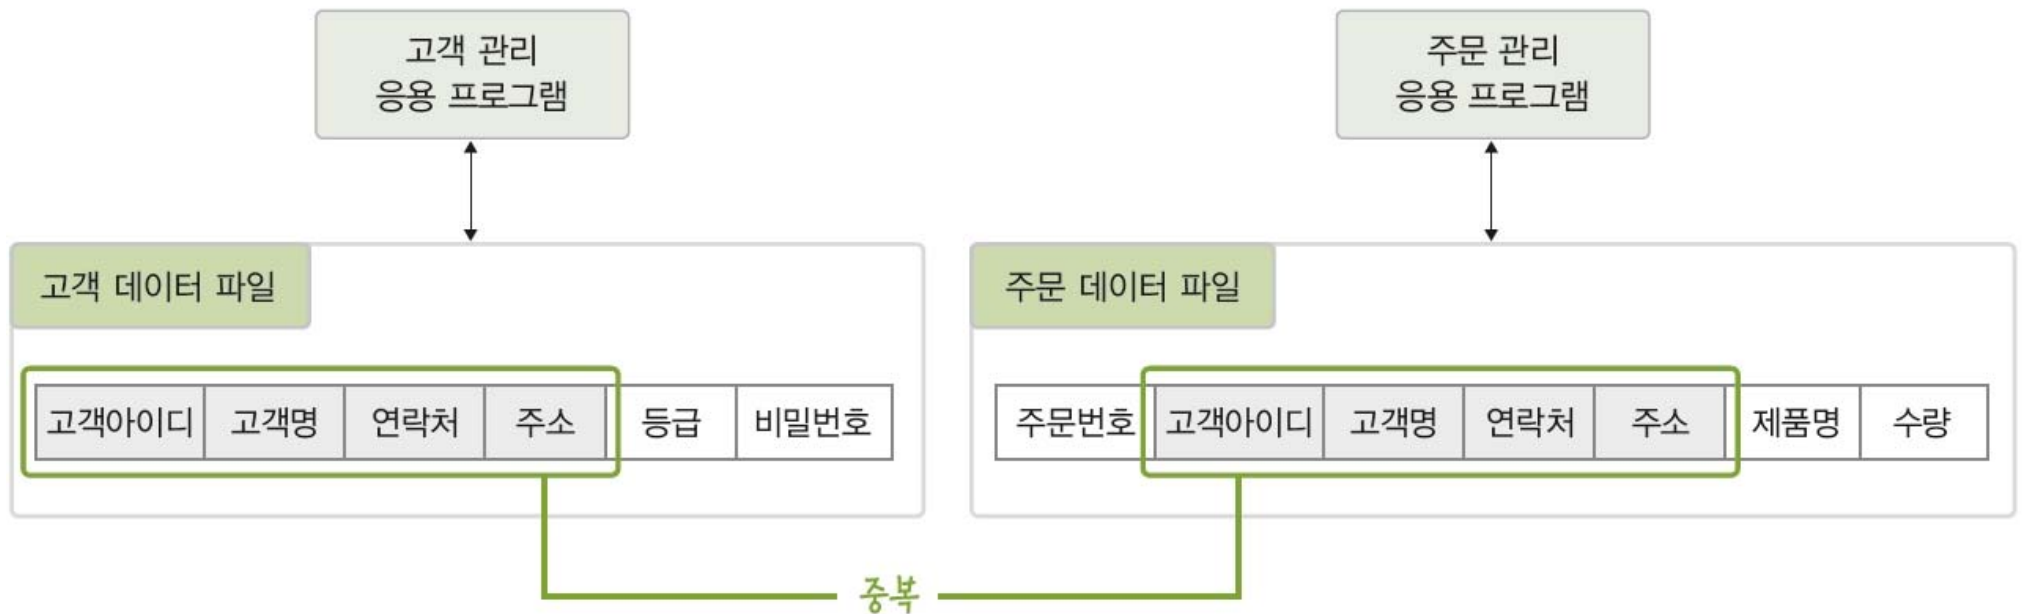 고객 관리
응용 프로그램
주문 관리
응용 프로그램
고객 데이터 파일
고객아이디 고객명 연락처 주소 등급 비밀번호
주문 데이터 파일
주문번호 고객아이디 고객명 연락처 주소 제품명 수량
중복